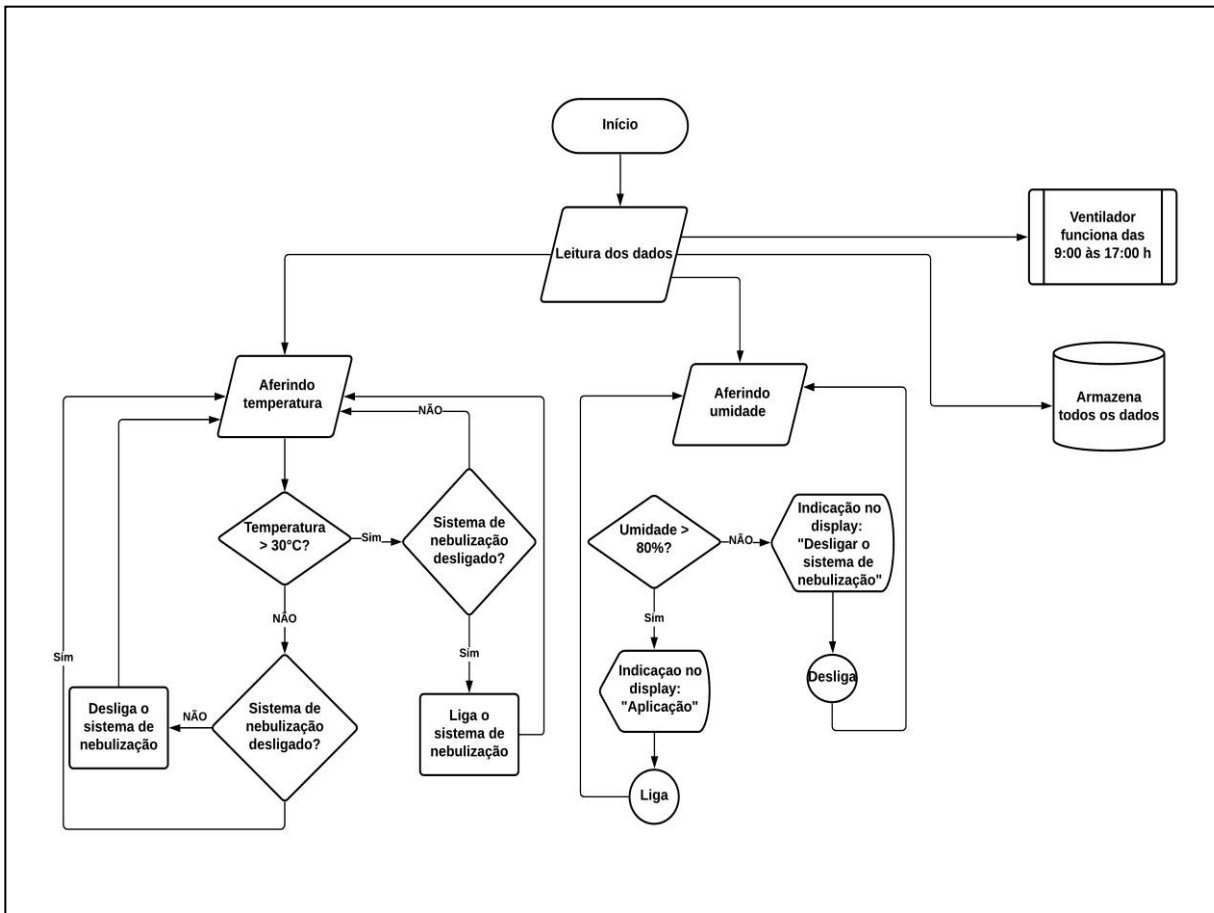 Início
Leitura dos dados
Ventilador
funciona das
9:00 às 17:00 h
Armazena
todos os dados
Aferindo
temperatura
NÃO
Temperatura
> 30°C?
Sim
Sistema de
nebulização
desligado?
NÃO
Sim
Sim
Desliga o
sistema de
nebulização
NÃO
Sistema de
nebulização
desligado?
Liga o
sistema de
nebulização
Aferindo
umidade
Umidade >
80%?
NÃO
Indicação no
display:
"Desligar o
sistema de
nebulização"
Sim
Desliga
Indicaçao no
display:
"Aplicação"
Liga